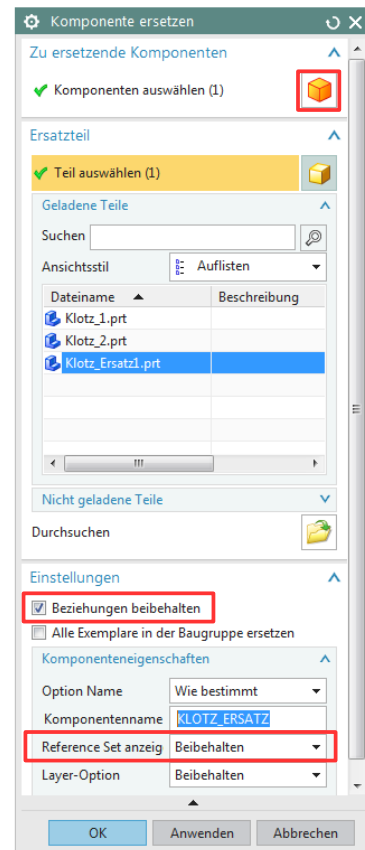 Komponente ersetzen
Zu ersetzende Komponenten
Komponenten auswählen (1)
Ersatzteil
Teil auswählen (1)
Geladene Teile
Suchen
Ansichtsstil Auflisten
Dateiname Beschreibung
Klotz_1.prt
Klotz_2.prt
Klotz_Ersatz1.prt
Nicht geladene Teile
Durchsuchen
Einstellungen
Beziehungen beibehalten
Alle Exemplare in der Baugruppe ersetzen
Komponenteneigenschaften
Option Name Wie bestimmt
Komponentenname KLOTZ_ERSATZ
Reference Set anzeig Beibehalten
Layer-Option Beibehalten
OK Anwenden Abbrechen